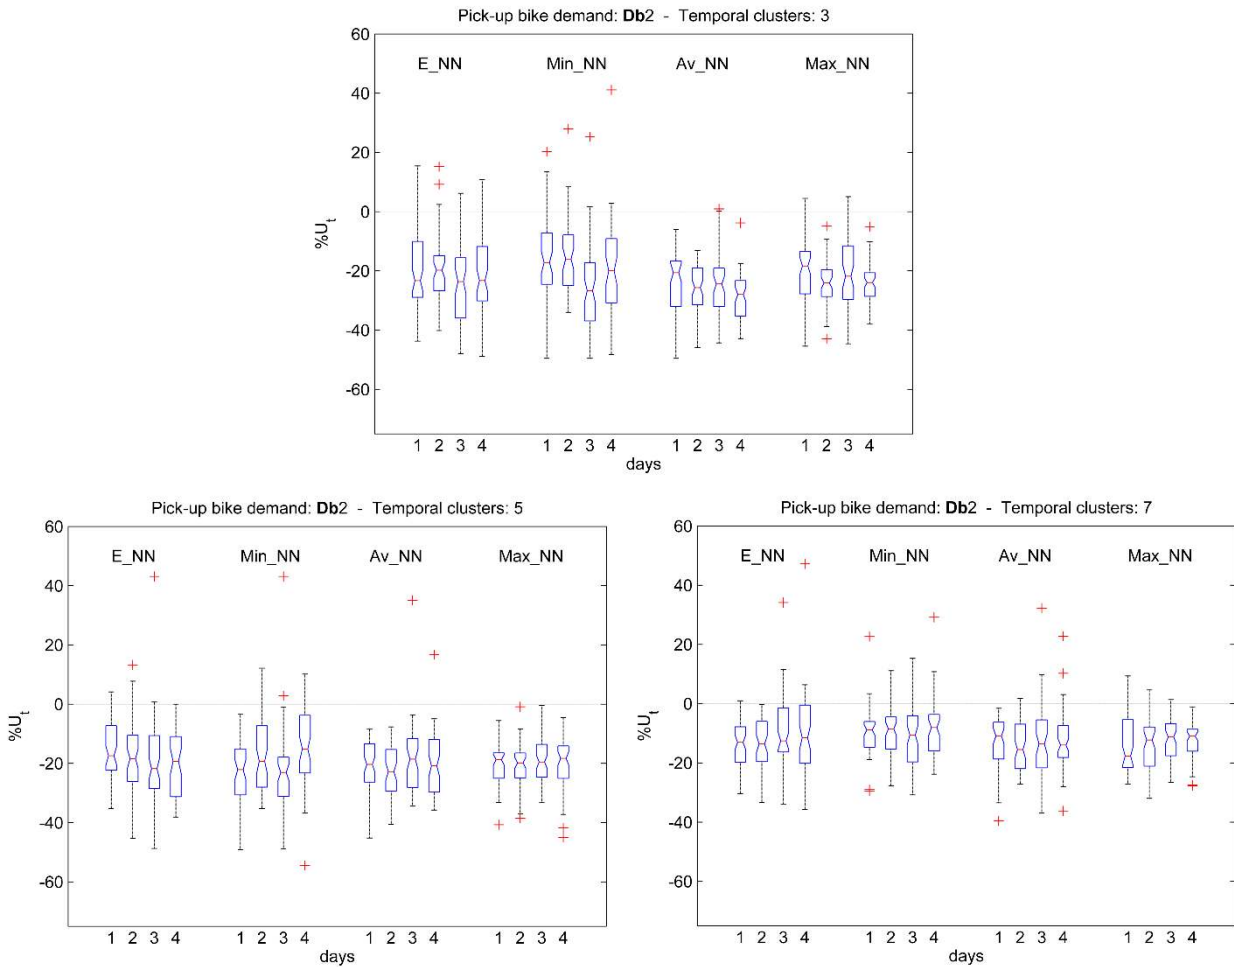 Pick-up bike demand: Db2 - Temporal clusters: 3
60
E_NN Min_NN Av_NN Max_NN
40
20
0
%Ut
-20
-40
-60
1 2 3 4 1 2 3 4 1 2 3 4 1 2 3 4
days
Pick-up bike demand: Db2 - Temporal clusters: 5
60
E_NN Min_NN Av_NN Max_NN
40
20
0
%Ut
-20
-40
-60
1 2 3 4 1 2 3 4 1 2 3 4 1 2 3 4
days
Pick-up bike demand: Db2 - Temporal clusters: 7
60
E_NN Min_NN Av_NN Max_NN
40
20
0
%Ut
-20
-40
-60
1 2 3 4 1 2 3 4 1 2 3 4 1 2 3 4
days